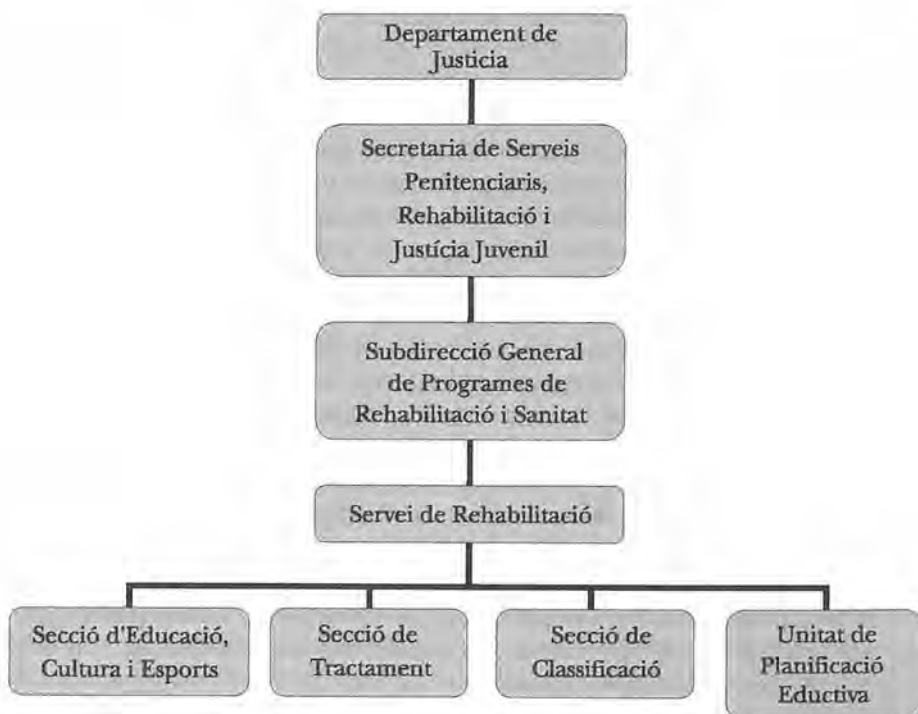 Departament de
Justicia
Secretaria de Serveis
Penitenciaris,
Rehabilitació i
Justícia Juvenil
Subdirecció General
de Programes de
Rehabilitació i Sanitat
Servei de Rehabilitació
Secció d'Educació,
Cultura i Esports
Secció de
Tractament
Secció de
Classificació
Unitat de
Planificació
Eductiva